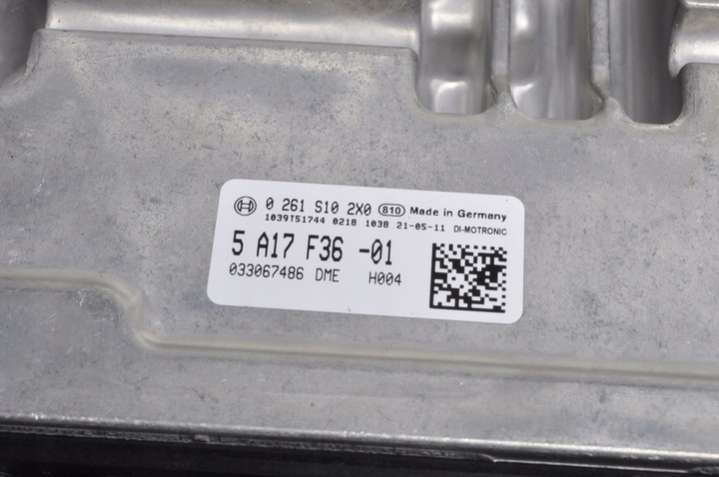 0 261 S10 2X0 810 Made in Germany
1039T51744 0218 1038 21-05-11 DI-MOTRONIC
5 A17 F36 -01
033067486 DME H004